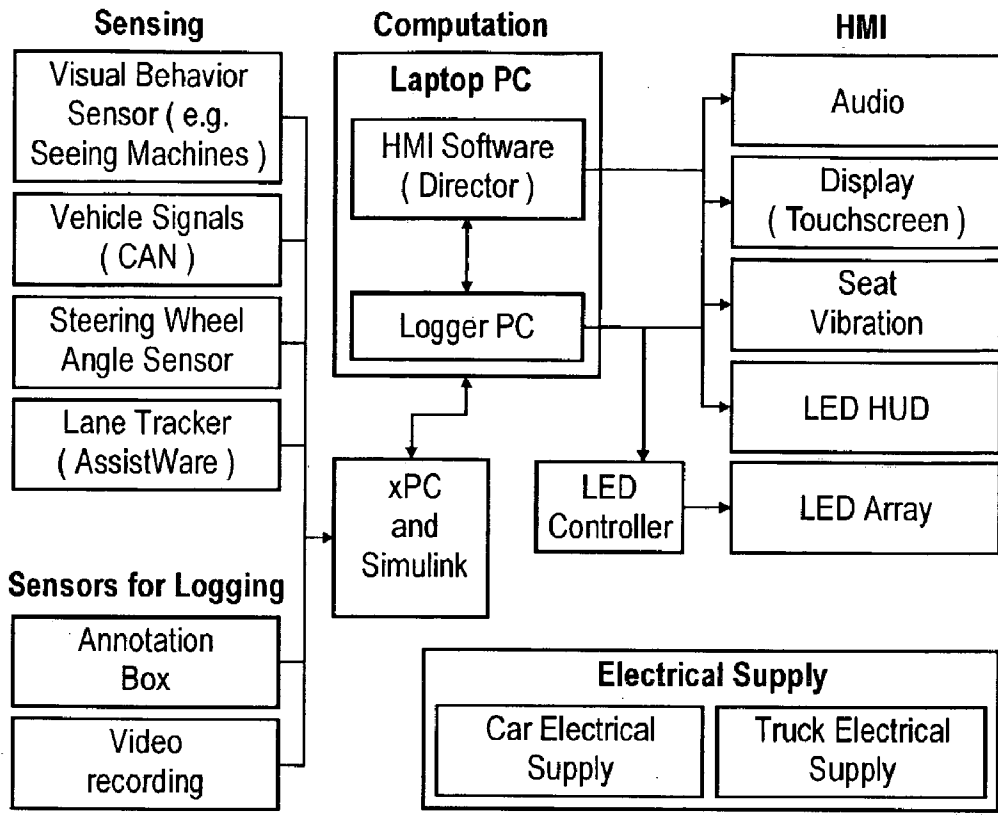 Sensing
Visual Behavior
Sensor ( e.g.
Seeing Machines )
Vehicle Signals
( CAN )
Steering Wheel
Angle Sensor
Lane Tracker
( AssistWare )
Sensors for Logging
Annotation
Box
Video
recording
Computation
Laptop PC
HMI Software
( Director )
Logger PC
xPC
and
Simulink
LED
Controller
HMI
Audio
Display
( Touchscreen )
Seat
Vibration
LED HUD
LED Array
Electrical Supply
Car Electrical
Supply
Truck Electrical
Supply